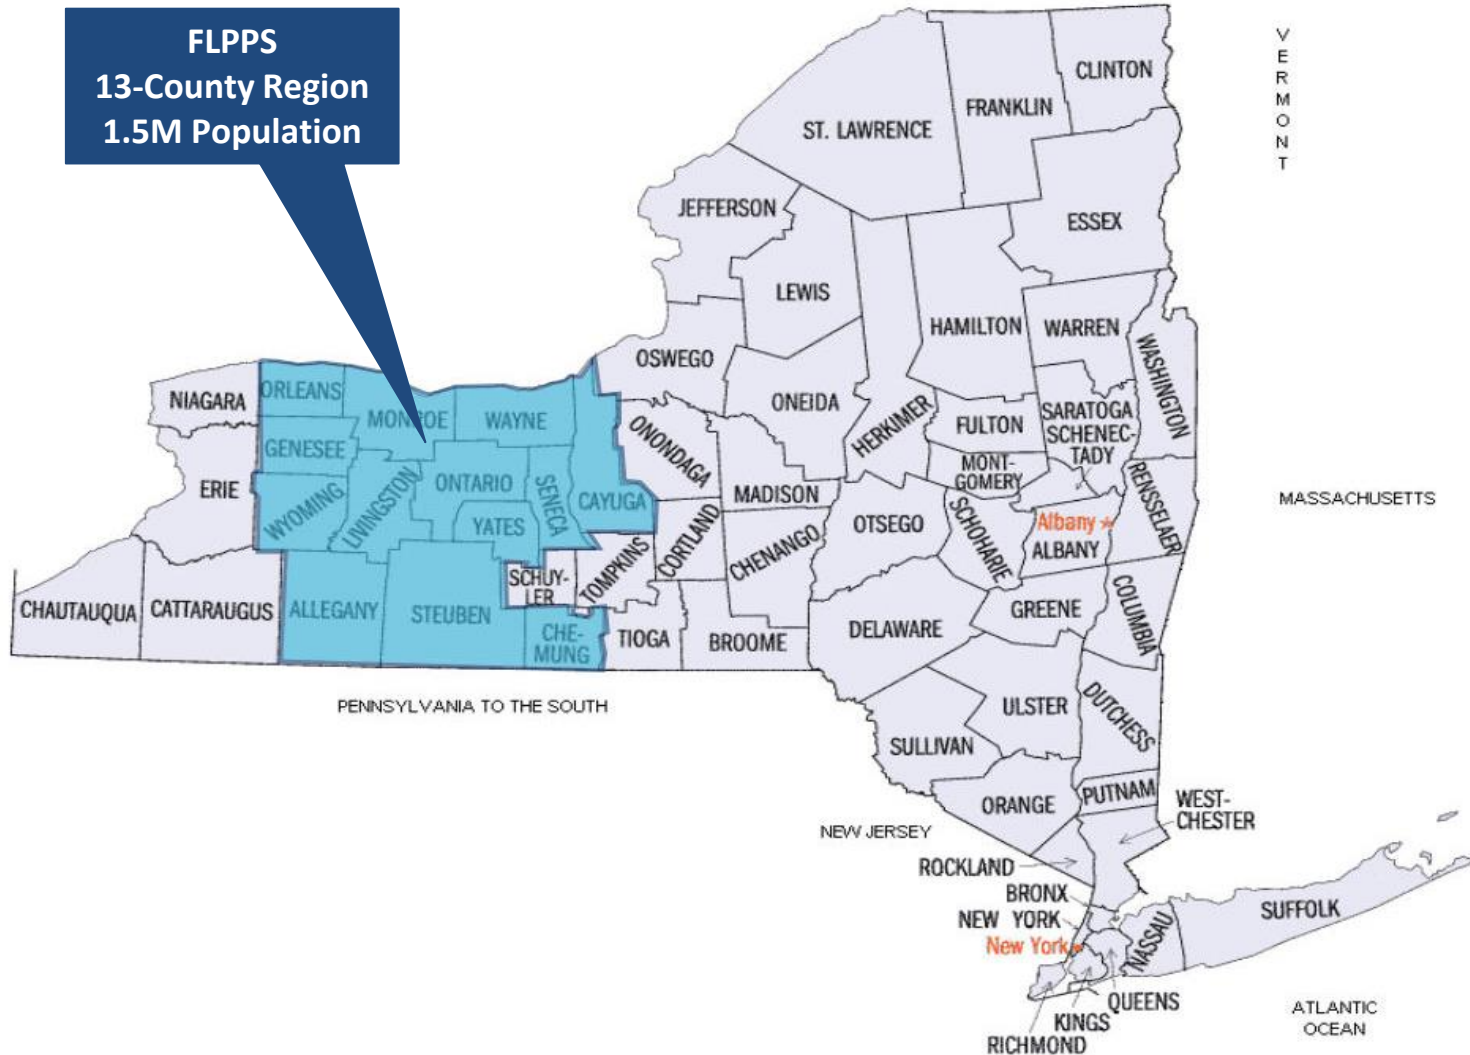 FLPPS
13-County Region
1.5M Population
VERMONT
CLINTON
FRANKLIN
ST. LAWRENCE
JEFFERSON
ESSEX
LEWIS
HAMILTON
WARREN
WASHINGTON
OSWEGO
ONEIDA
HERKIMER
FULTON
SARATOGA
SCHENEC-
TADY
MONT-
GOMERY
NIAGARA
ORLEANS
MONROE
WAYNE
ONONDAGA
GENESEE
ERIE
WYOMING
LIVINGSTON
ONTARIO
YATES
SENECA
CAYUGA
MADISON
CORTLAND
CHENANGO
OTSEGO
SCHOHARIE
Albany
ALBANY
RENSSELAER
MASSACHUSETTS
CHAUTAUQUA
CATTARAUGUS
ALLEGANY
STEUBEN
SCHUY-
LER
TOMPKINS
CHE-
MUNG
TIOGA
BROOME
DELAWARE
GREENE
COLUMBIA
PENNSYLVANIA TO THE SOUTH
SULLIVAN
ULSTER
DUTCHESS
ORANGE
PUTNAM
WEST-
CHESTER
NEW JERSEY
ROCKLAND
BRONX
NEW YORK
New York
NASSAU
SUFFOLK
QUEENS
KINGS
RICHMOND
ATLANTIC
OCEAN